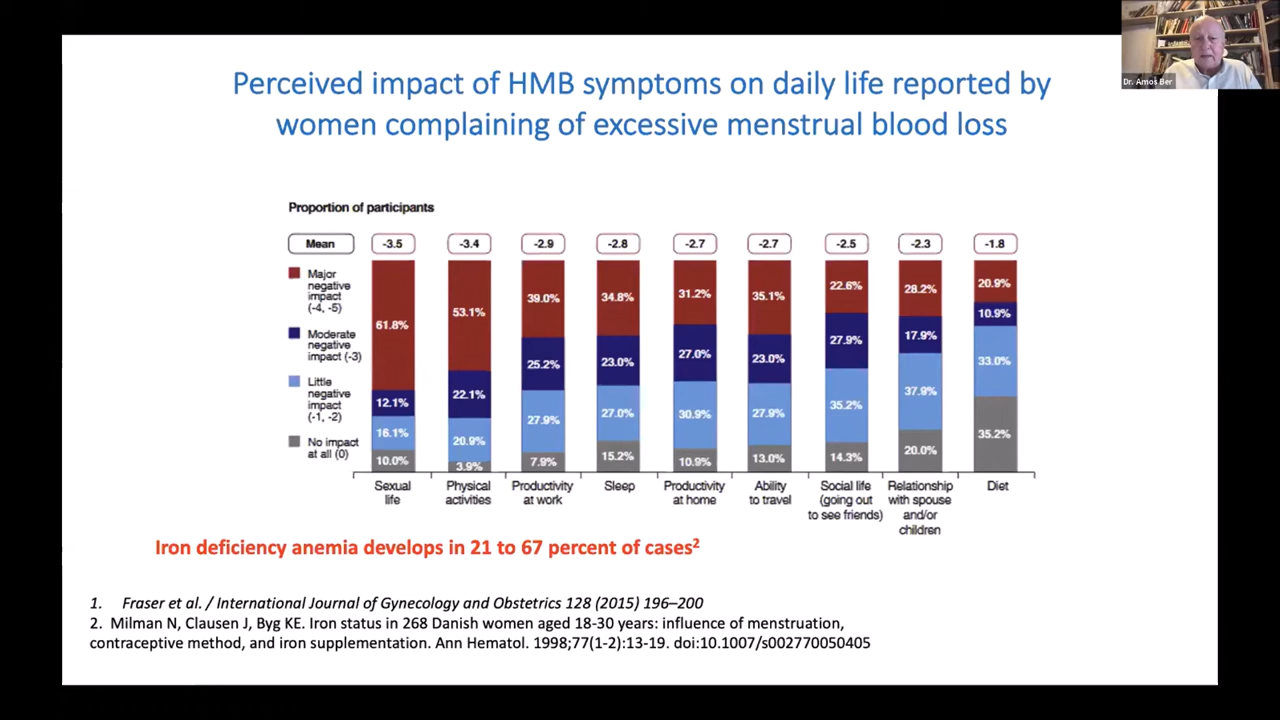 Dr. Amos Ber
Perceived impact of HMB symptoms on daily life reported by
women complaining of excessive menstrual blood loss
Proportion of participants
Mean -3.5 -3.4 -2.9 -2.8 -2.7 -2.7 -2.5 -2.3 -1.8
Major
negative
impact
(-4, -5)
Moderate
negative
impact (-3)
Little
negative
impact
(-1, -2)
No impact
at all (0)
61.8% 53.1% 39.0% 34.8% 31.2% 35.1% 22.6% 28.2% 20.9%
12.1% 22.1% 25.2% 23.0% 27.0% 23.0% 27.9% 17.9% 10.9%
16.1% 20.9% 27.9% 27.0% 30.9% 27.9% 35.2% 37.9% 33.0%
10.0% 3.9% 7.9% 15.2% 10.9% 13.0% 14.3% 20.0% 35.2%
Sexual
life
Physical
activities
Productivity
at work
Sleep
Productivity
at home
Ability
to travel
Social life
(going out
to see friends)
Relationship
with spouse
and/or
children
Diet
Iron deficiency anemia develops in 21 to 67 percent of cases2
1. Fraser et al. / International Journal of Gynecology and Obstetrics 128 (2015) 196–200
2. Milman N, Clausen J, Byg KE. Iron status in 268 Danish women aged 18-30 years: influence of menstruation,
contraceptive method, and iron supplementation. Ann Hematol. 1998;77(1-2):13-19. doi:10.1007/s002770050405